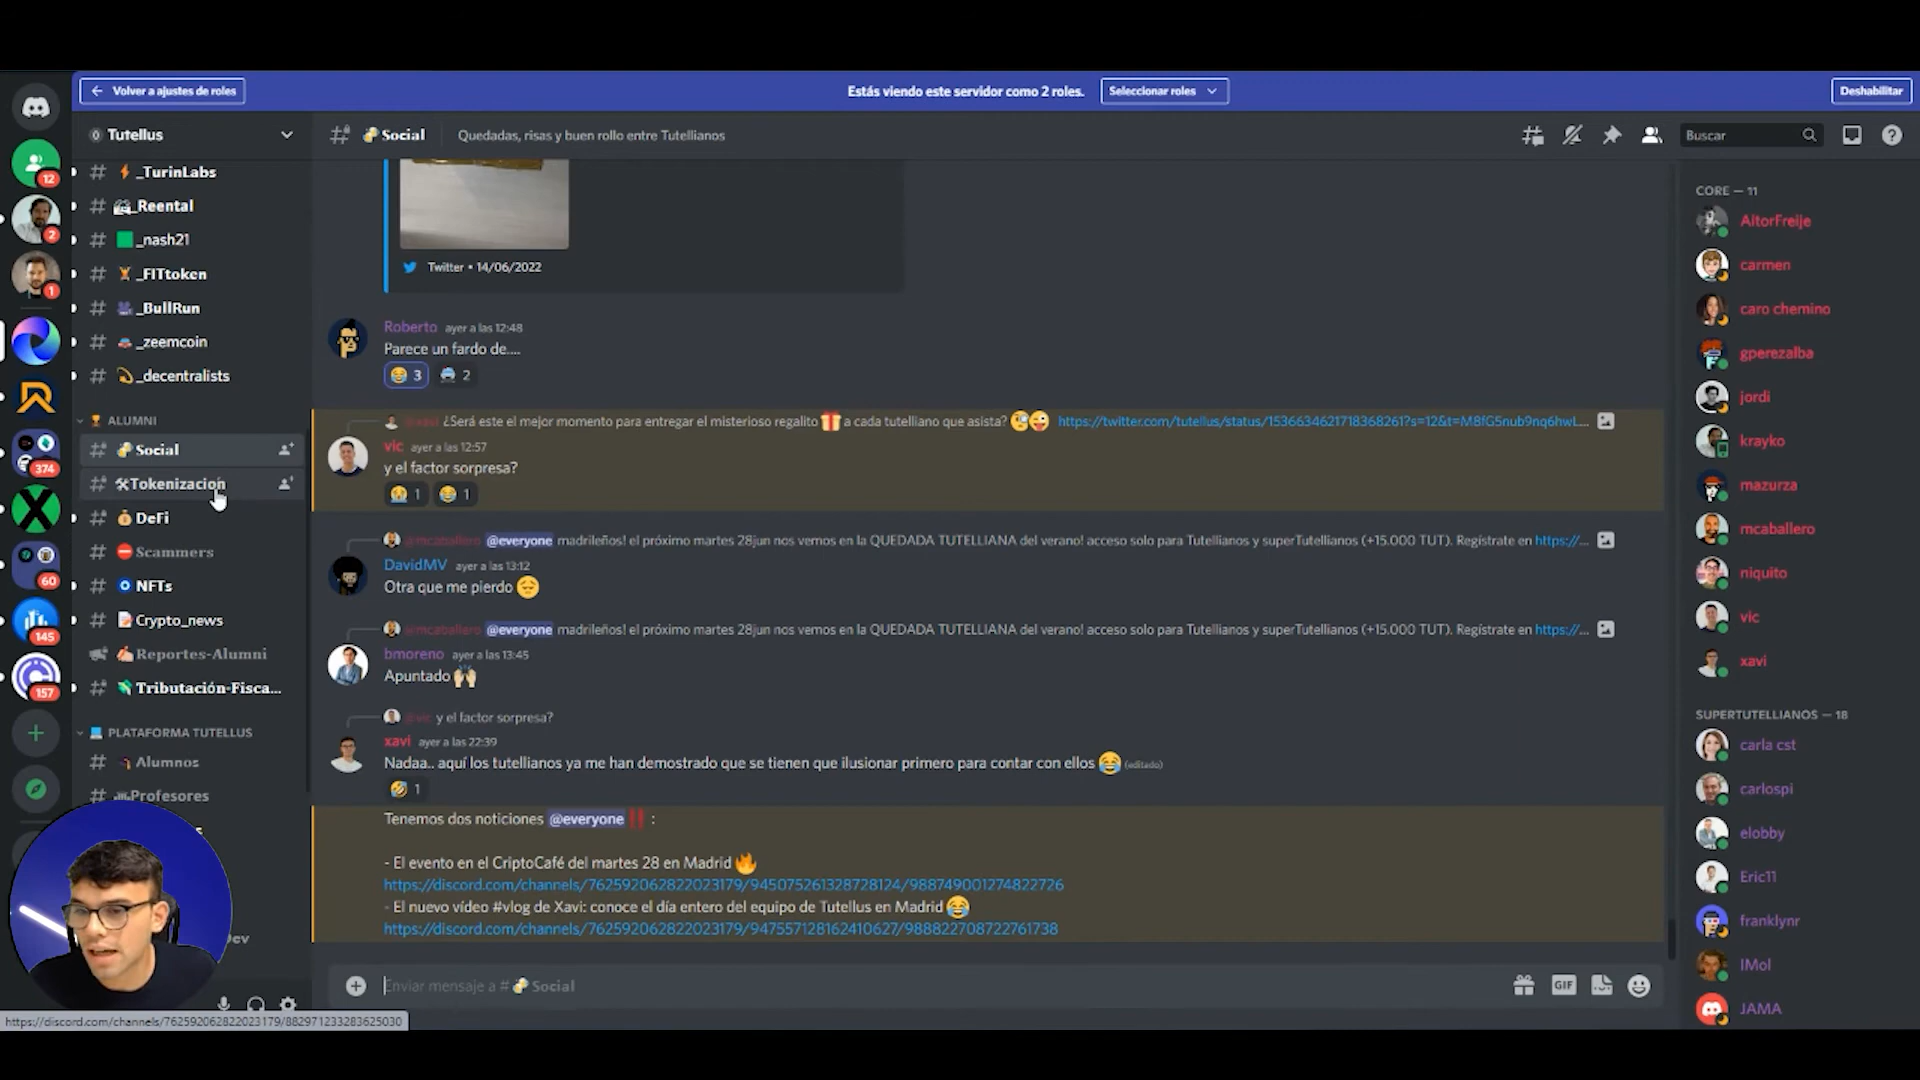 Volver a ajustes de roles
Estás viendo este servidor como 2 roles.
Seleccionar roles
Deshabilitar
Tutellus
Social
Quedadas, risas y buen rollo entre Tutellianos
Buscar
_TurinLabs
_Reental
_nash21
_FITtoken
_BullRun
_zeemcoin
_decentralists
ALUMNI
Social
Tokenizacion
DeFi
Scammers
NFTs
Crypto_news
Reportes-Alumni
Tributación-Fisca...
PLATAFORMA TUTELLUS
Alumnos
Profesores
12
2
1
374
60
145
157
Twitter • 14/06/2022
Roberto ayer a las 12:48
Parece un fardo de....
😂 3 🚔 2
@xavi ¿Será este el mejor momento para entregar el misterioso regalito 🎁 a cada tutelliano que asista? 🧐😜 https://twitter.com/tutellus/status/1536634621718368261?s=12&t=M8fG5nub9nq6hwL...
vic ayer a las 12:57
y el factor sorpresa?
1 😂 1
@mcaballero @everyone madrileños! el próximo martes 28jun nos vemos en la QUEDADA TUTELLIANA del verano! acceso solo para Tutellianos y superTutellianos (+15.000 TUT). Regístrate en https://...
DavidMV ayer a las 13:12
Otra que me pierdo 😔
@mcaballero @everyone madrileños! el próximo martes 28jun nos vemos en la QUEDADA TUTELLIANA del verano! acceso solo para Tutellianos y superTutellianos (+15.000 TUT). Regístrate en https://...
bmoreno ayer a las 13:45
Apuntado 🙌🏻
@vic y el factor sorpresa?
xavi ayer a las 22:39
Nadaa.. aquí los tutellianos ya me han demostrado que se tienen que ilusionar primero para contar con ellos 😂 (editado)
🤣 1
Tenemos dos noticiones @everyone ‼️ :
- El evento en el CriptoCafé del martes 28 en Madrid 🔥
https://discord.com/channels/762592062822023179/945075261328728124/988749001274822726
- El nuevo vídeo #vlog de Xavi: conoce el día entero del equipo de Tutellus en Madrid 😂
https://discord.com/channels/762592062822023179/947557128162410627/988822708722761738
Enviar mensaje a # Social
GIF
CORE — 11
AitorFreije
carmen
caro chemino
gperezalba
jordi
krayko
mazurza
mcaballero
niquito
vic
xavi
SUPERTUTELLIANOS — 18
carla cst
carlospi
elobby
Eric11
franklynr
IMol
JAMA
https://discord.com/channels/762592062822023179/882971233283625030